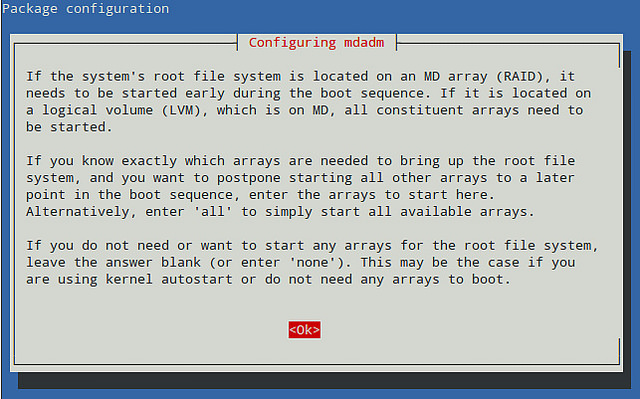 Package configuration
Configuring mdadm
If the system's root file system is located on an MD array (RAID), it
needs to be started early during the boot sequence. If it is located on
a logical volume (LVM), which is on MD, all constituent arrays need to
be started.
If you know exactly which arrays are needed to bring up the root file
system, and you want to postpone starting all other arrays to a later
point in the boot sequence, enter the arrays to start here.
Alternatively, enter 'all' to simply start all available arrays.
If you do not need or want to start any arrays for the root file system,
leave the answer blank (or enter 'none'). This may be the case if you
are using kernel autostart or do not need any arrays to boot.
<Ok>